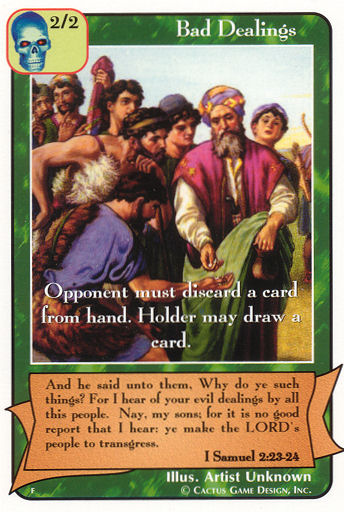 2/2
Bad Dealings
Opponent must discard a card
from hand. Holder may draw a
card.
And he said unto them, Why do ye such
things? For I hear of your evil dealings by all
this people.  Nay, my sons; for it is no good
report that I hear: ye make the LORD's
people to transgress.
I Samuel 2:23-24
Illus. Artist Unknown
F
© Cactus Game Design, Inc.